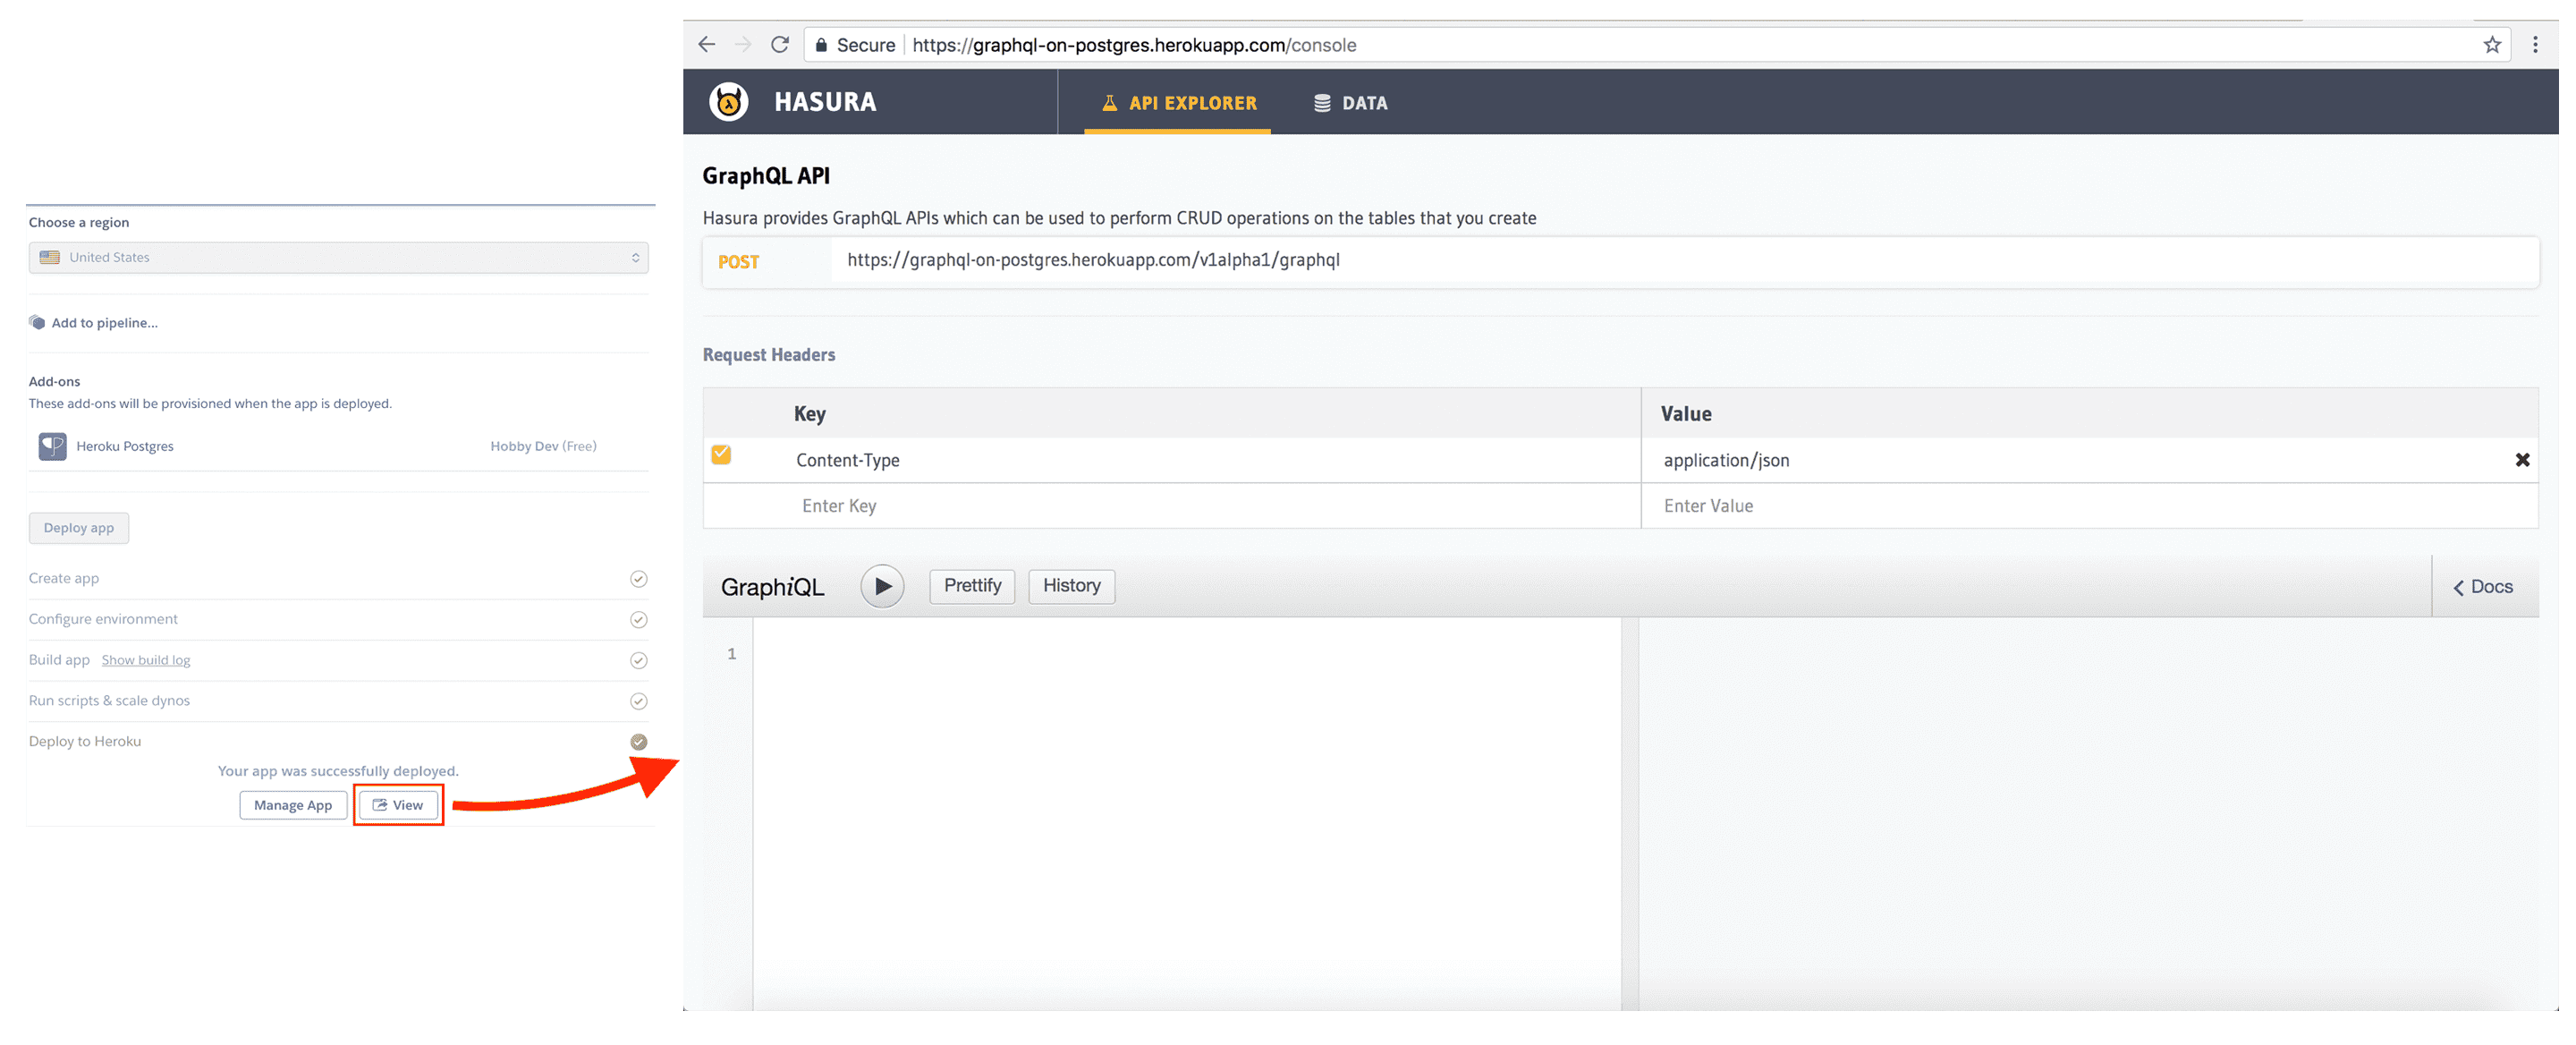 Choose a region
United States
Add to pipeline...
Add-ons
These add-ons will be provisioned when the app is deployed.
Heroku Postgres Hobby Dev (Free)
Deploy app
Create app
Configure environment
Build app Show build log
Run scripts & scale dynos
Deploy to Heroku
Your app was successfully deployed.
Manage App View
Secure https://graphql-on-postgres.herokuapp.com/console
HASURA API EXPLORER DATA
GraphQL API
Hasura provides GraphQL APIs which can be used to perform CRUD operations on the tables that you create
POST https://graphql-on-postgres.herokuapp.com/v1alpha1/graphql
Request Headers
Key Value
Content-Type application/json
Enter Key Enter Value
GraphiQL Prettify History Docs
1